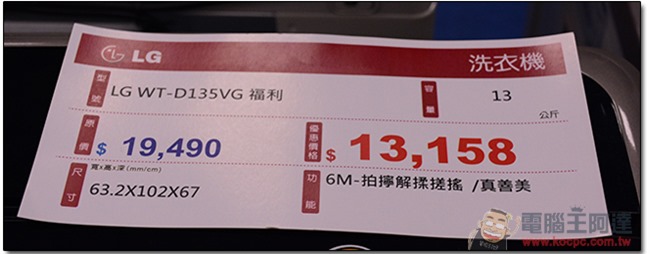 LG 洗衣機
型號 LG WT-D135VG 福利 容量 13 公斤
原價 $ 19,490 優惠價格 $ 13,158
尺寸 寬x高x深(mm/cm) 63.2X102X67 功能 6M-拍擰解揉搓搖 /真善美
電腦王阿達
www.kocpc.com.tw